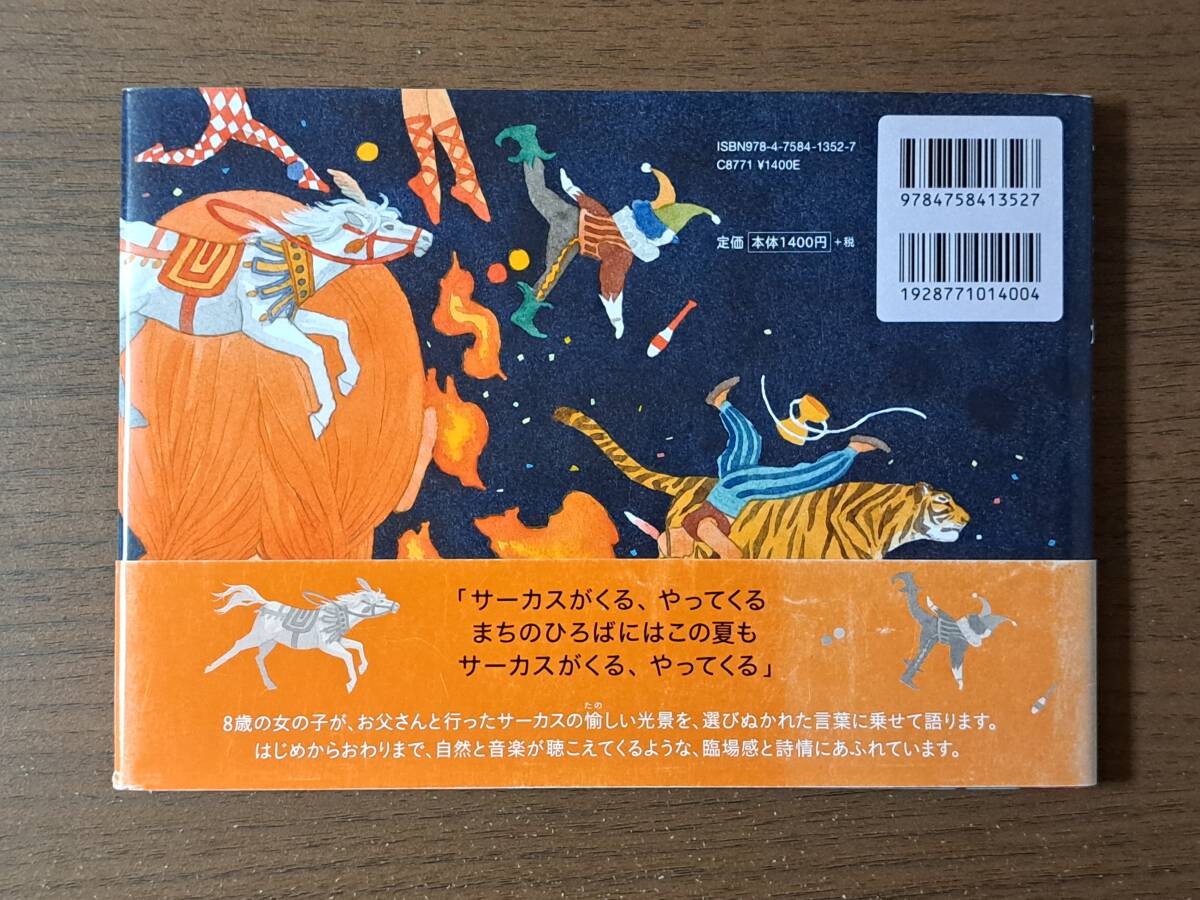 ISBN978-4-7584-1352-7
C8771 ¥1400E
定価 本体1400円 +税
9784758413527
1928771014004
「サーカスがくる、やってくる
まちのひろばにはこの夏も
サーカスがくる、やってくる」
たの
8歳の女の子が、お父さんと行ったサーカスの愉しい光景を、選びぬかれた言葉に乗せて語ります。
はじめからおわりまで、自然と音楽が聴こえてくるような、臨場感と詩情にあふれています。